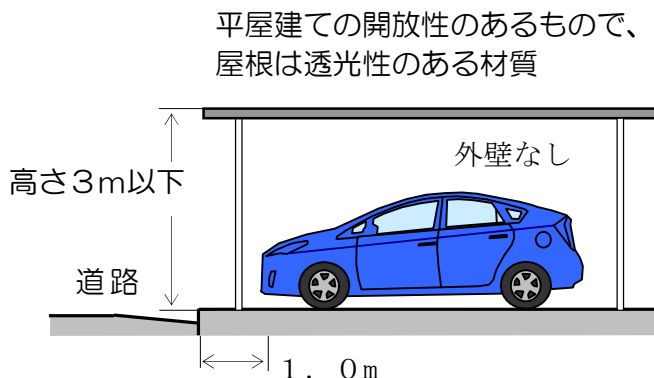 平屋建ての開放性のあるもので、
屋根は透光性のある材質
外壁なし
高さ3m以下
道路
1.0m